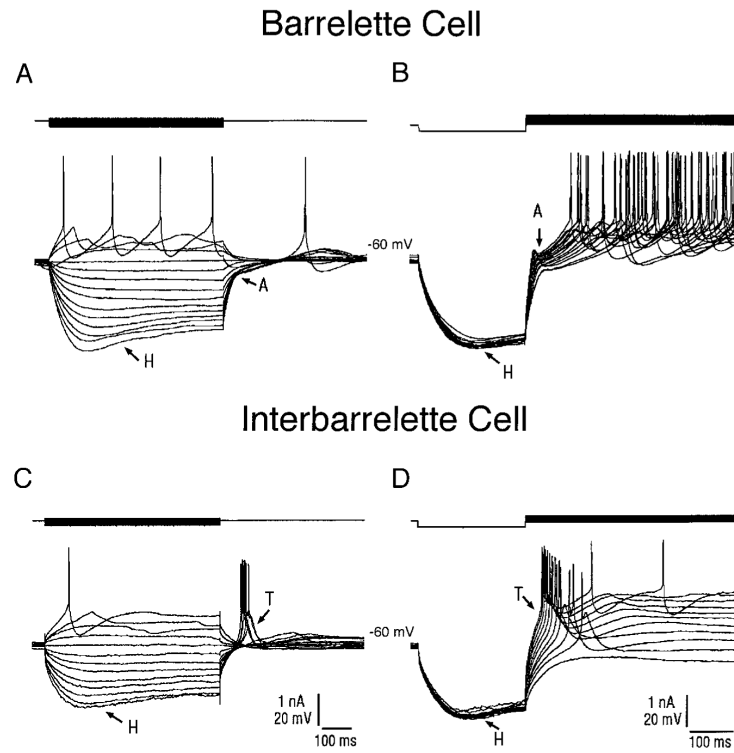 Barrelette Cell
A
B
A
-60 mV
A
H
H
Interbarrelette Cell
C
D
T
T
-60 mV
H
1 nA
20 mV
100 ms
H
1 nA
20 mV
100 ms